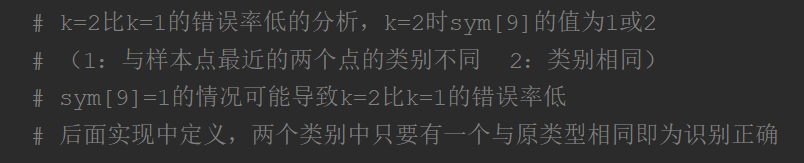 # k=2比k=1的错误率低的分析，k=2时sym[9]的值为1或2
# （1：与样本点最近的两个点的类别不同  2：类别相同）
# sym[9]=1的情况可能导致k=2比k=1的错误率低
# 后面实现中定义，两个类别中只要有一个与原类型相同即为识别正确